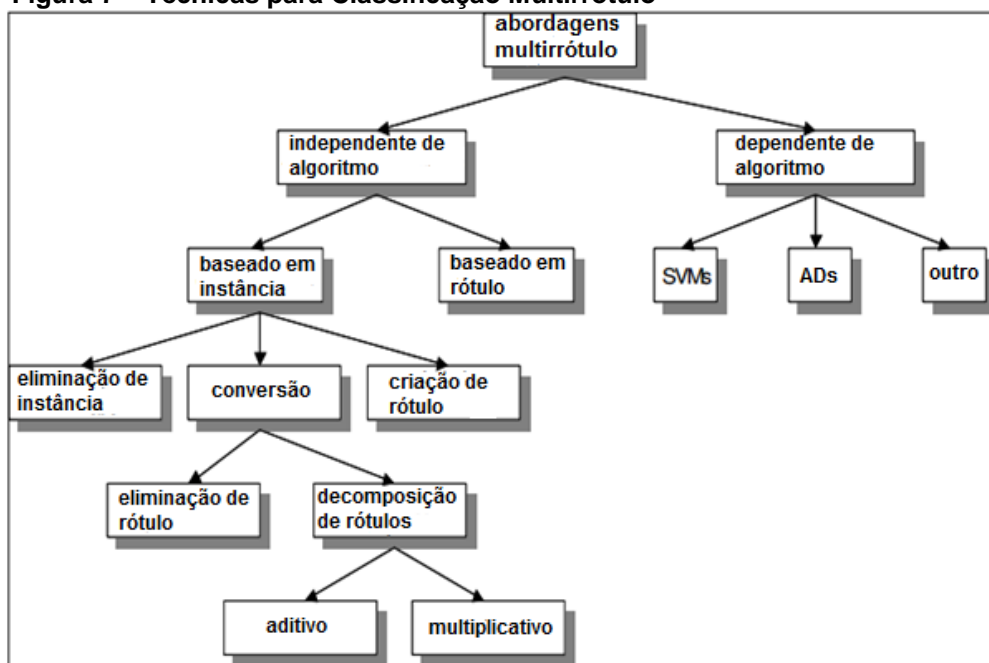 Figura 7 – Técnicas para Classificação Multirrótulo
abordagens
multirrótulo
independente de
algoritmo
dependente de
algoritmo
baseado em
instância
baseado em
rótulo
SVMs
ADs
outro
eliminação de
instância
conversão
criação de
rótulo
eliminação de
rótulo
decomposição
de rótulos
aditivo
multiplicativo